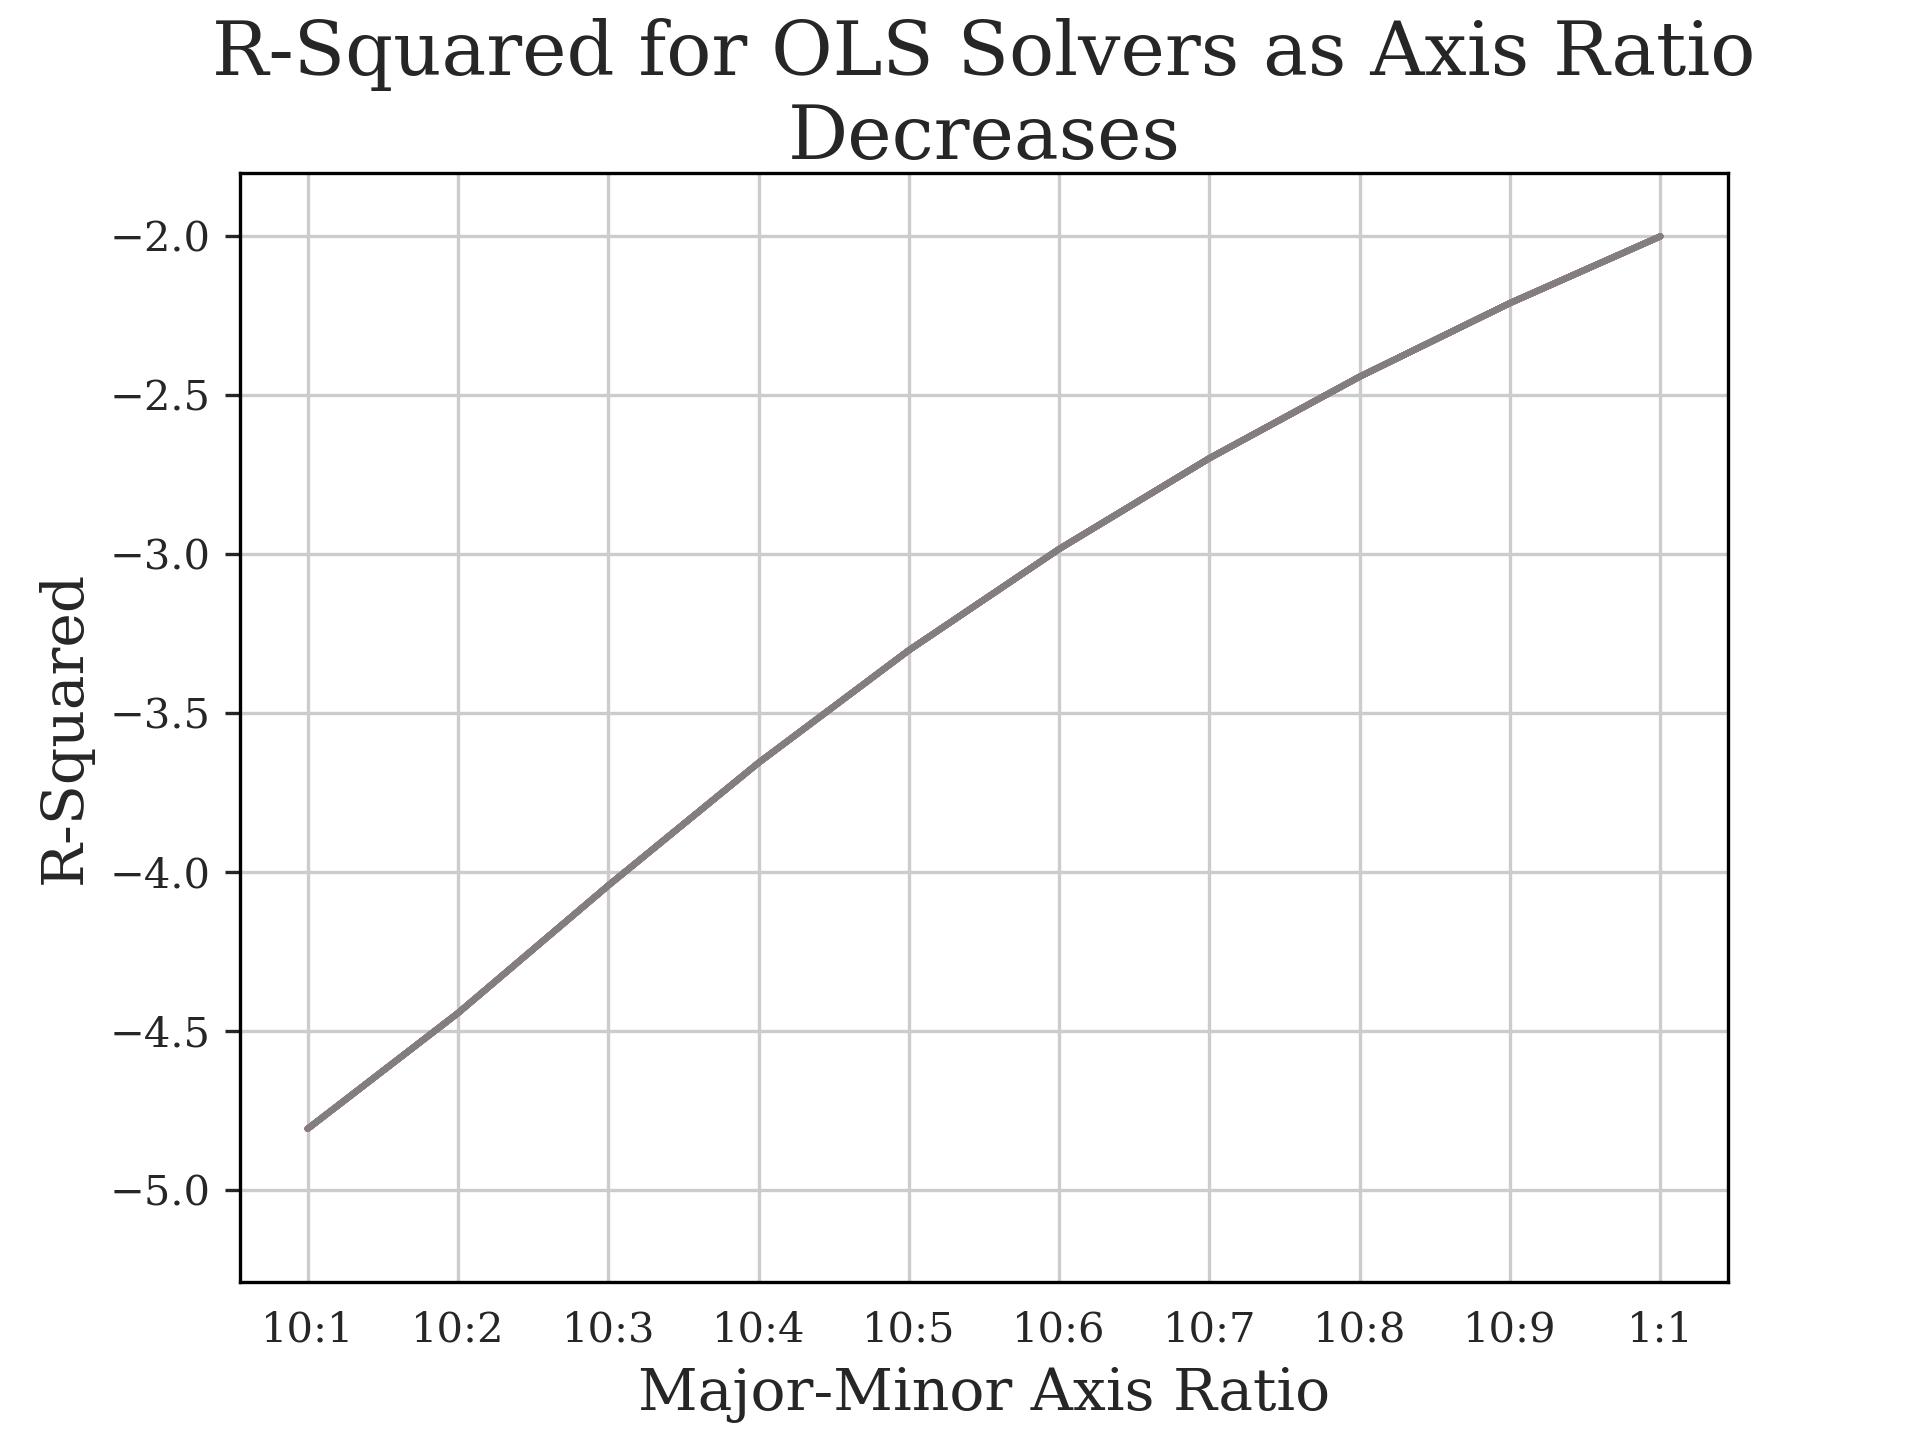 R-Squared for OLS Solvers as Axis Ratio
Decreases
−2.0
−2.5
−3.0
−3.5
−4.0
−4.5
−5.0
R-Squared
10:1 10:2 10:3 10:4 10:5 10:6 10:7 10:8 10:9 1:1
Major-Minor Axis Ratio